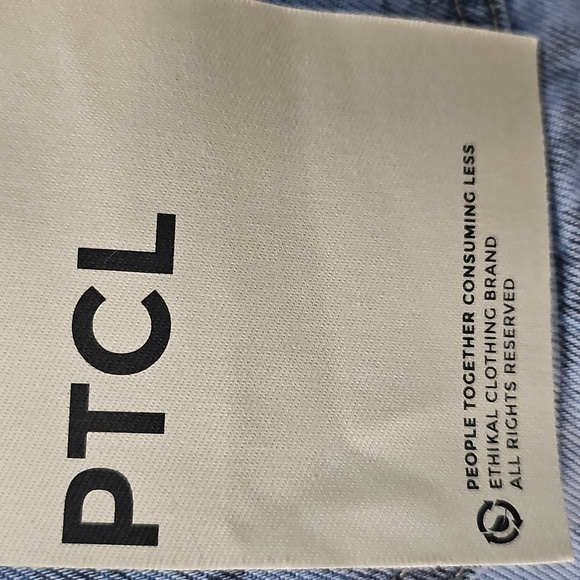 PTCL
PEOPLE TOGETHER CONSUMING LESS
ETHIKAL CLOTHING BRAND
ALL RIGHTS RESERVED